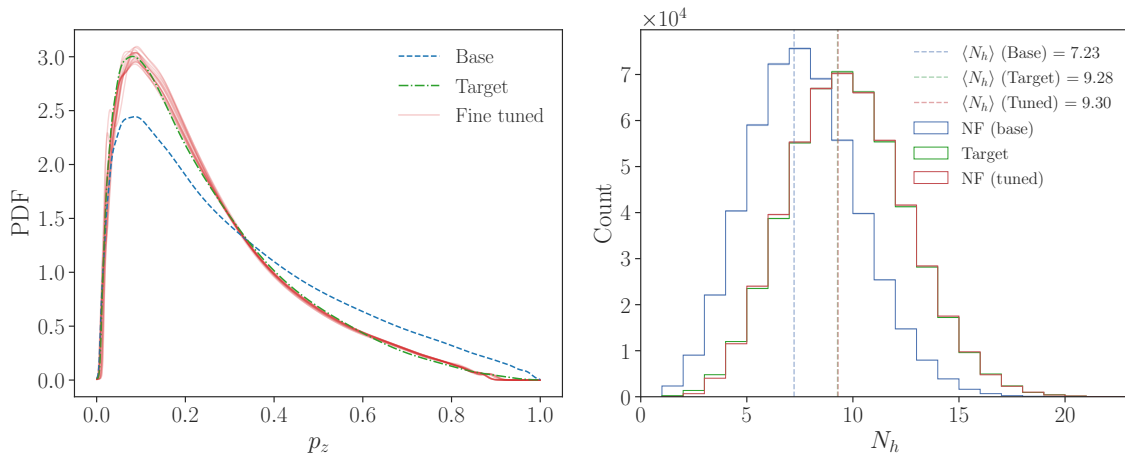 3.0
2.5
2.0
1.5
1.0
0.5
0.0
PDF
0.0
0.2
0.4
0.6
0.8
1.0
p_z
Base
Target
Fine tuned
×10⁴
7
6
5
4
3
2
1
0
Count
0
5
10
15
20
N_h
⟨N_h⟩ (Base) = 7.23
⟨N_h⟩ (Target) = 9.28
⟨N_h⟩ (Tuned) = 9.30
NF (base)
Target
NF (tuned)